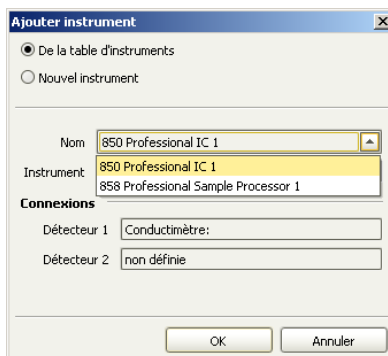 Ajouter instrument
De la table d'instruments
Nouvel instrument
Nom 850 Professional IC 1
850 Professional IC 1
Instrument
858 Professional Sample Processor 1
Connexions
Détecteur 1 Conductimètre:
Détecteur 2 non définie
OK Annuler